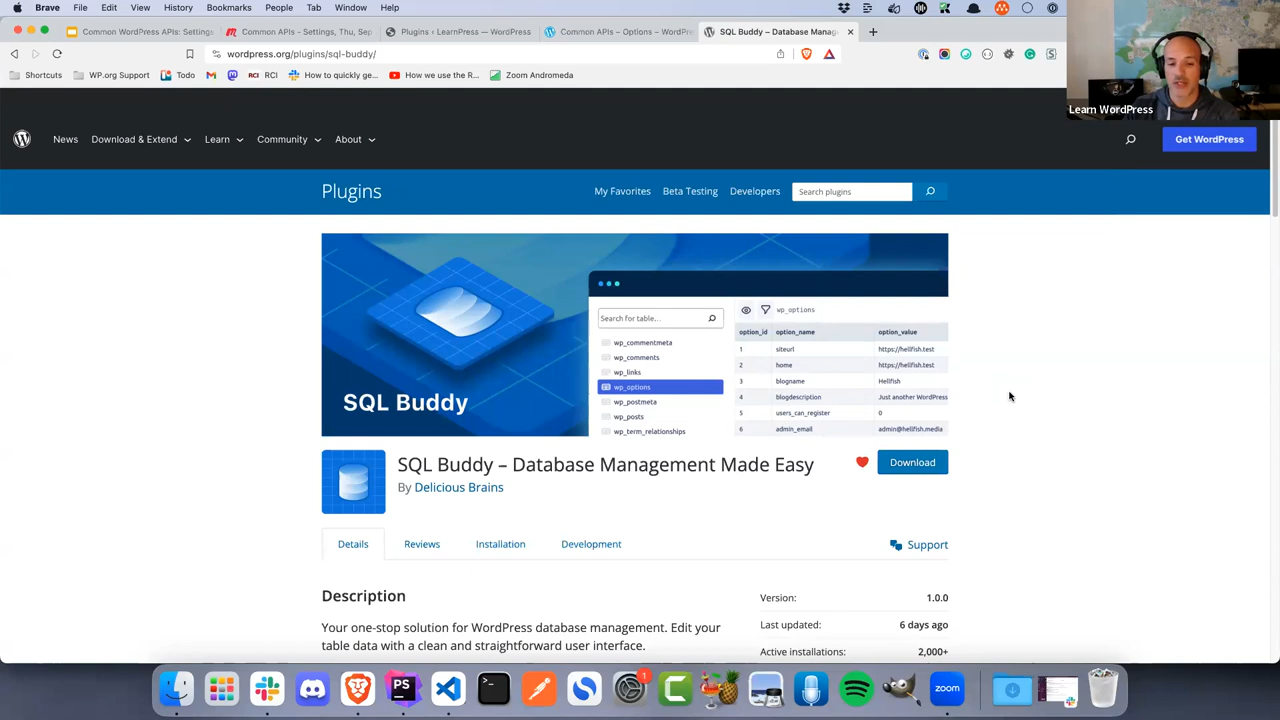 Brave File Edit View History Bookmarks People Tab Window Help
Common WordPress APIs: Settings
Common APIs - Settings, Thu, Sep
Plugins ‹ LearnPress — WordPress
Common APIs – Options – WordPre
SQL Buddy – Database Manag
wordpress.org/plugins/sql-buddy/
Shortcuts WP.org Support Todo RCI RCI How to quickly ge... How we use the R... Zoom Andromeda
Learn WordPress
News Download & Extend Learn Community About Get WordPress
Plugins My Favorites Beta Testing Developers Search plugins
Search for table... wp_options
wp_commentmeta
wp_comments
wp_links
wp_options
wp_postmeta
wp_posts
wp_term_relationships
option_id option_name option_value
1 siteurl https://hellfish.test
2 home https://hellfish.test
3 blogname Hellfish
4 blogdescription Just another WordPress
5 users_can_register 0
6 admin_email admin@hellfish.media
SQL Buddy
SQL Buddy – Database Management Made Easy
Download
By Delicious Brains
Details Reviews Installation Development Support
Description
Your one-stop solution for WordPress database management. Edit your
table data with a clean and straightforward user interface.
Version: 1.0.0
Last updated: 6 days ago
Active installations: 2,000+
PS
1
zoom